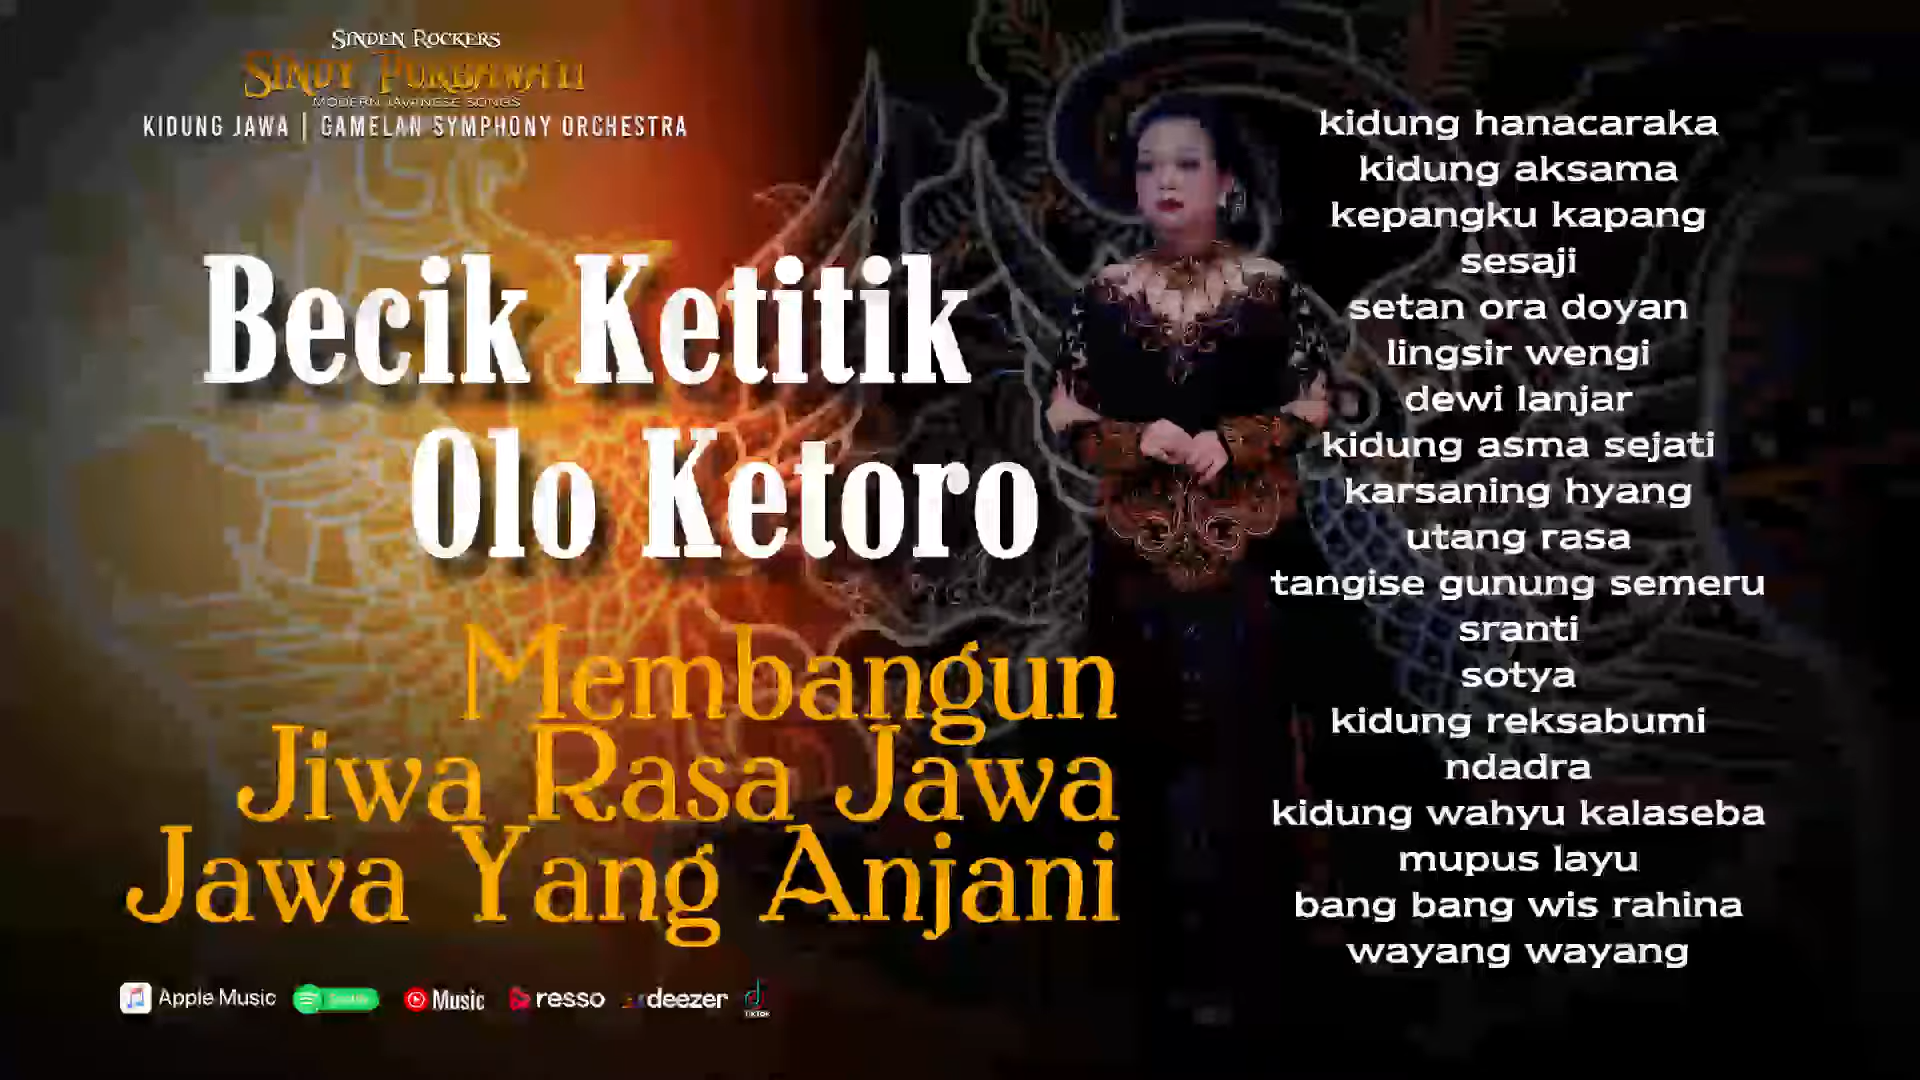 Sinden Rockers
Sindy Purbawati
MODERN JAVANESE SONGS
KIDUNG JAWA | GAMELAN SYMPHONY ORCHESTRA
Becik Ketitik
Olo Ketoro
Membangun
Jiwa Rasa Jawa
Jawa Yang Anjani
Apple Music
Spotify
Music
resso
deezer
TikTok
kidung hanacaraka
kidung aksama
kepangku kapang
sesaji
setan ora doyan
lingsir wengi
dewi lanjar
kidung asma sejati
karsaning hyang
utang rasa
tangise gunung semeru
sranti
sotya
kidung reksabumi
ndadra
kidung wahyu kalaseba
mupus layu
bang bang wis rahina
wayang wayang